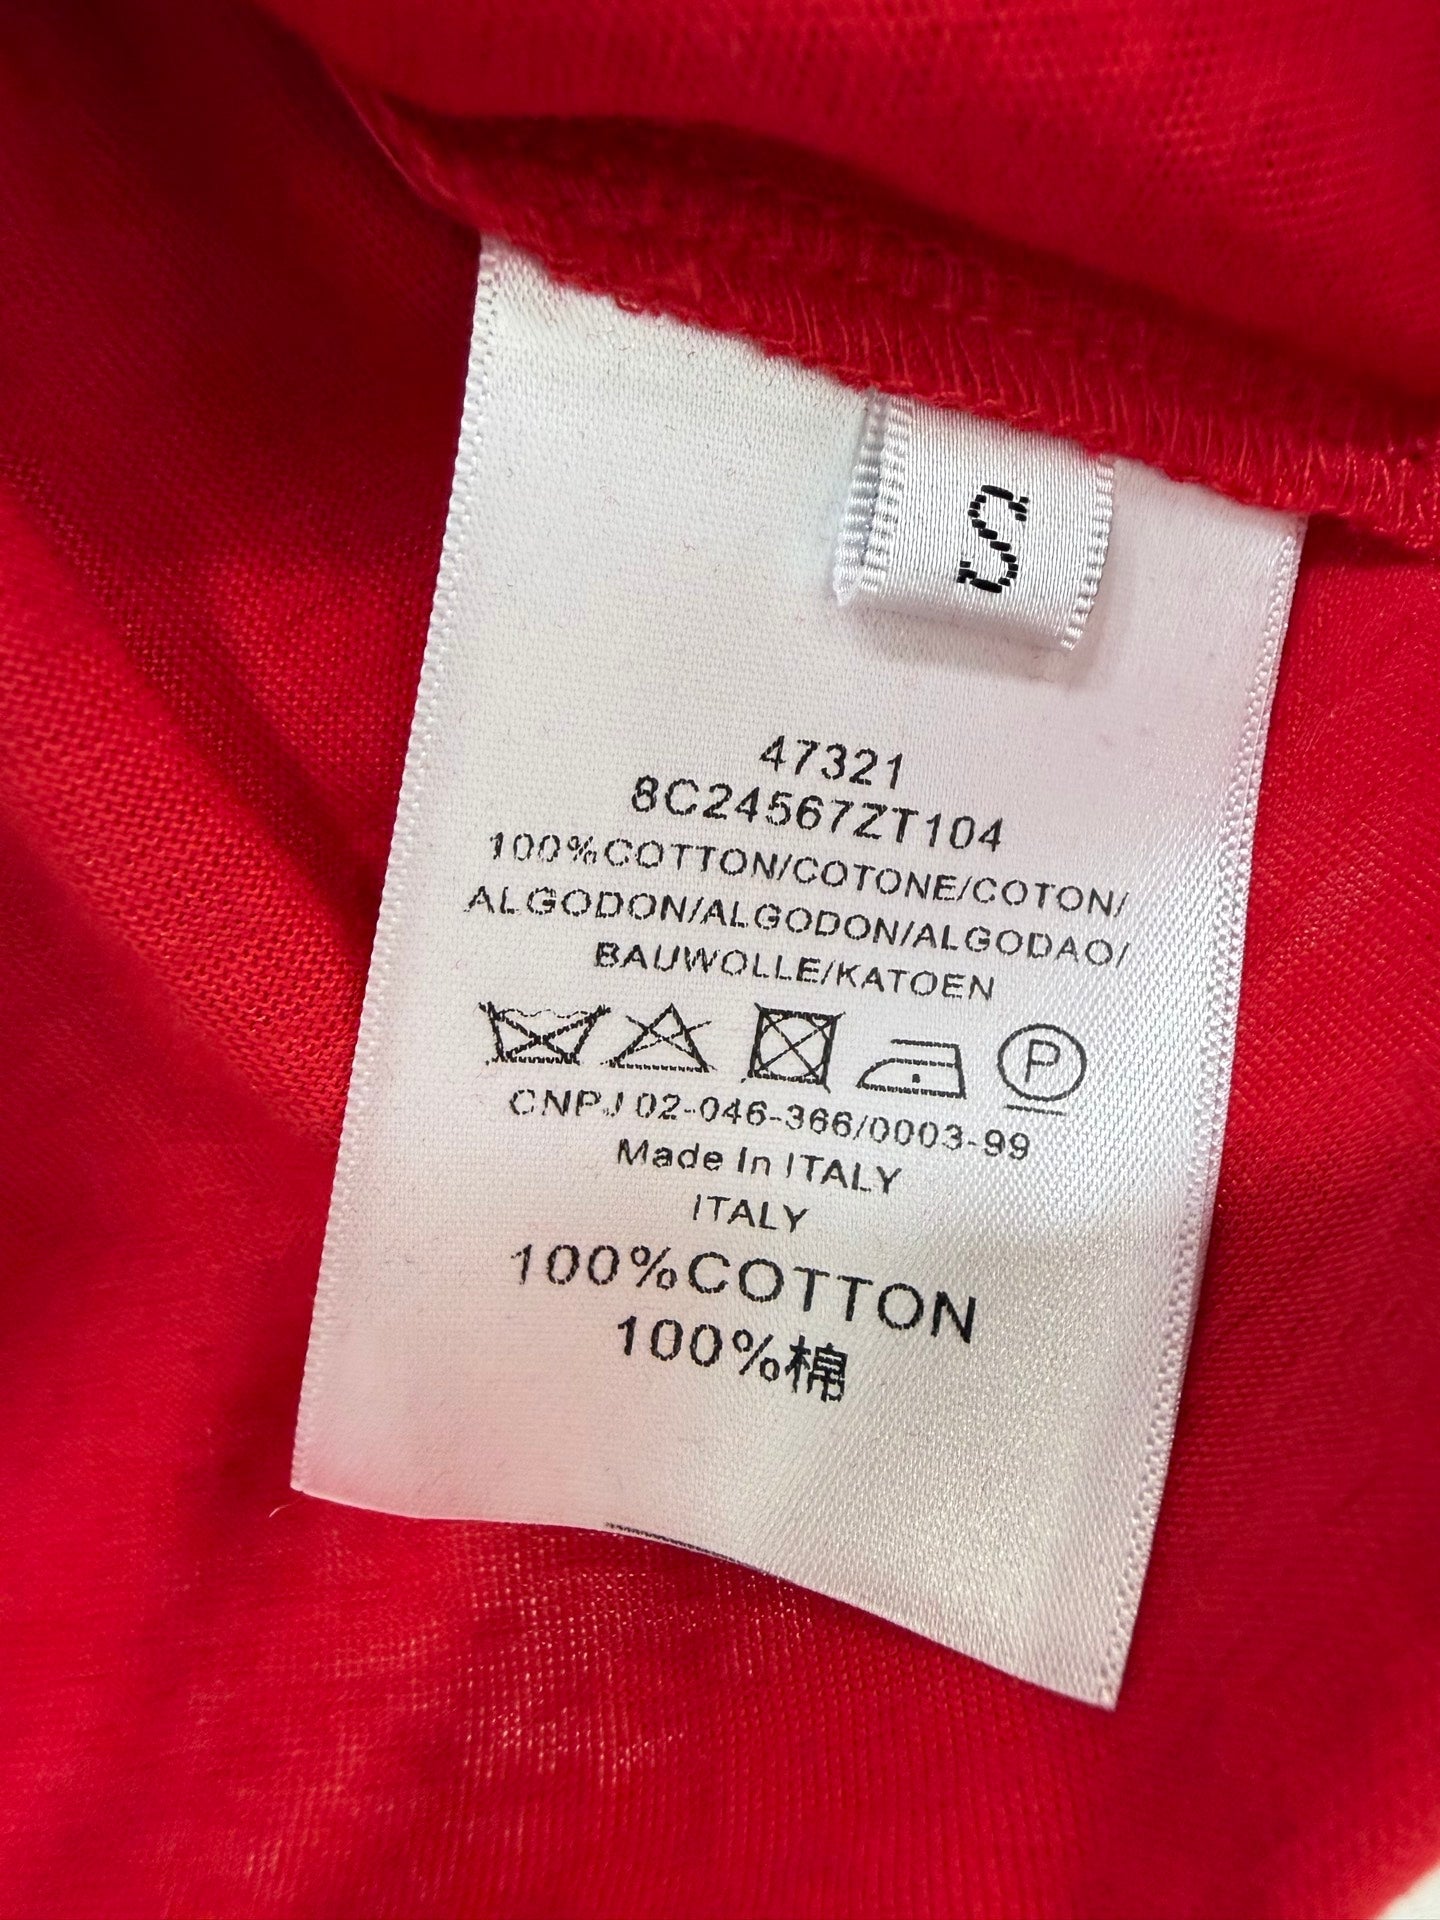 S
47321
8C24567ZT104
100%COTTON/COTONE/COTON/
ALGODON/ALGODON/ALGODAO/
BAUWOLLE/KATOEN
P
CNPJ 02-046-366/0003-99
Made In ITALY
ITALY
100%COTTON
100%棉